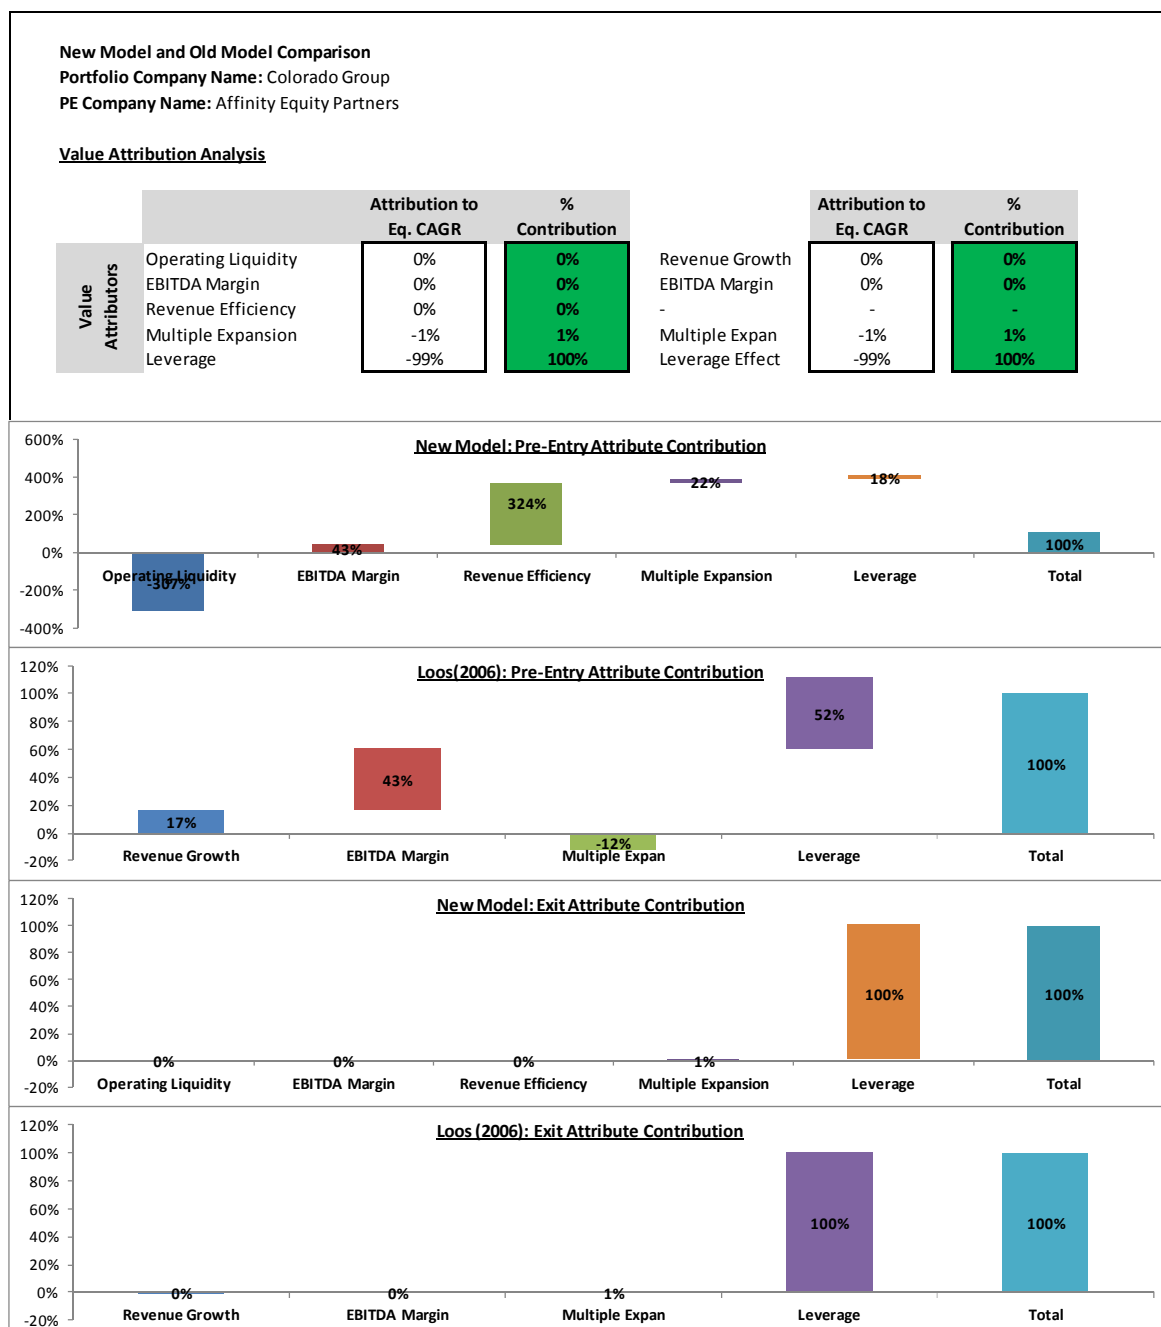 New Model and Old Model Comparison
Portfolio Company Name: Colorado Group
PE Company Name: Affinity Equity Partners
Value Attribution Analysis
Attribution to % Attribution to %
Eq. CAGR Contribution Eq. CAGR Contribution
Value Attributors
Operating Liquidity 0% 0% Revenue Growth 0% 0%
EBITDA Margin 0% 0% EBITDA Margin 0% 0%
Revenue Efficiency 0% 0% - - -
Multiple Expansion -1% 1% Multiple Expan -1% 1%
Leverage -99% 100% Leverage Effect -99% 100%
New Model: Pre-Entry Attribute Contribution
600%
400%
200%
0%
-200%
-400%
-307% 43% 324% 22% 18% 100%
Operating Liquidity EBITDA Margin Revenue Efficiency Multiple Expansion Leverage Total
Loos(2006): Pre-Entry Attribute Contribution
120%
100%
80%
60%
40%
20%
0%
-20%
17% 43% -12% 52% 100%
Revenue Growth EBITDA Margin Multiple Expan Leverage Total
New Model: Exit Attribute Contribution
120%
100%
80%
60%
40%
20%
0%
-20%
0% 0% 0% 1% 100% 100%
Operating Liquidity EBITDA Margin Revenue Efficiency Multiple Expansion Leverage Total
Loos (2006): Exit Attribute Contribution
120%
100%
80%
60%
40%
20%
0%
-20%
0% 0% 1% 100% 100%
Revenue Growth EBITDA Margin Multiple Expan Leverage Total